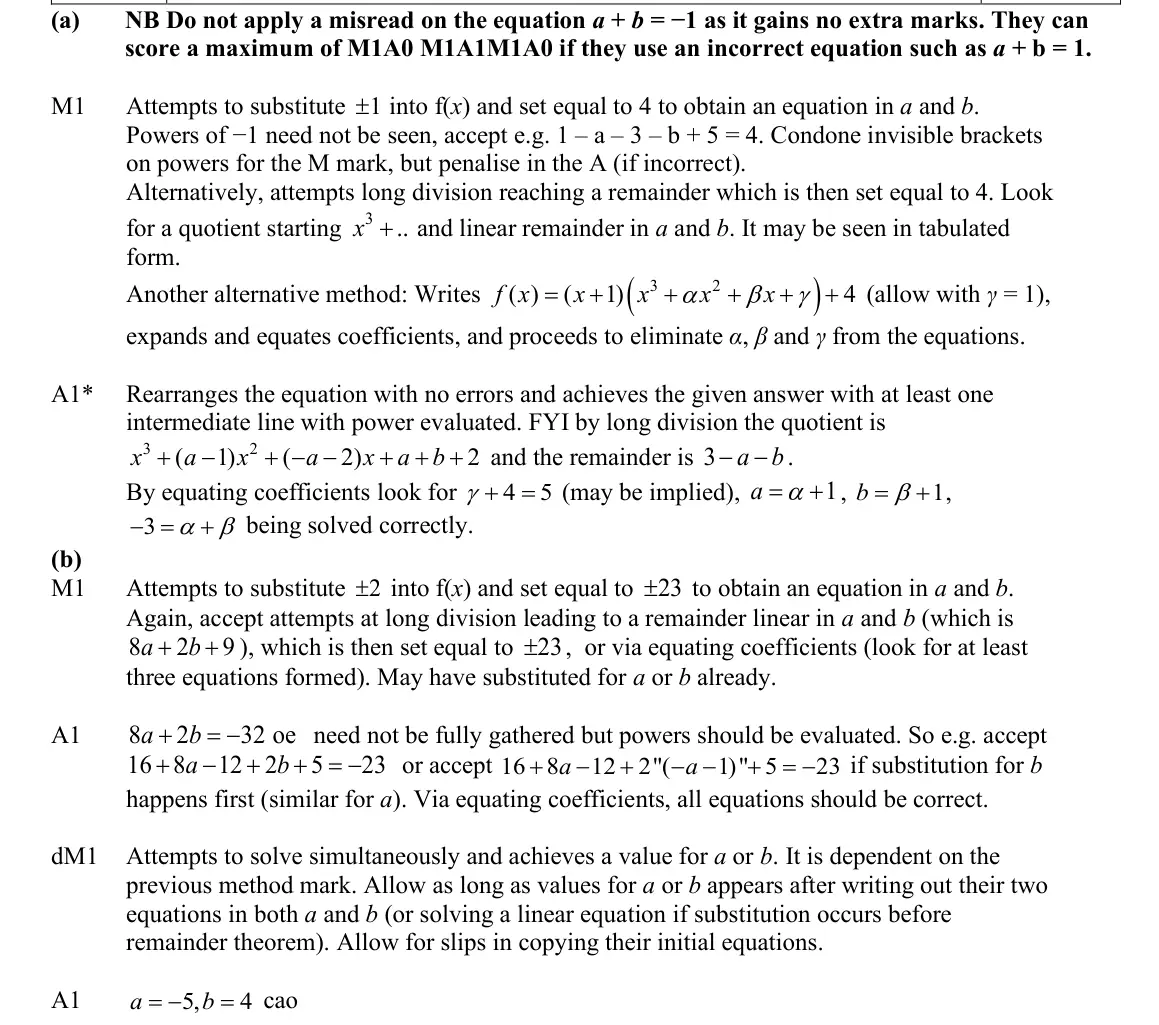 (a) NB Do not apply a misread on the equation a + b = −1 as it gains no extra marks. They can
score a maximum of M1A0 M1A1M1A0 if they use an incorrect equation such as a + b = 1.
M1 Attempts to substitute ±1 into f(x) and set equal to 4 to obtain an equation in a and b.
Powers of −1 need not be seen, accept e.g. 1 – a – 3 – b + 5 = 4. Condone invisible brackets
on powers for the M mark, but penalise in the A (if incorrect).
Alternatively, attempts long division reaching a remainder which is then set equal to 4. Look
for a quotient starting x³ + .. and linear remainder in a and b. It may be seen in tabulated
form.
Another alternative method: Writes f(x) = (x+1)(x³ + αx² + βx + γ) + 4 (allow with γ = 1),
expands and equates coefficients, and proceeds to eliminate α, β and γ from the equations.
A1* Rearranges the equation with no errors and achieves the given answer with at least one
intermediate line with power evaluated. FYI by long division the quotient is
x³ + (a−1)x² + (−a−2)x + a + b + 2 and the remainder is 3 − a − b.
By equating coefficients look for γ + 4 = 5 (may be implied), a = α + 1, b = β + 1,
−3 = α + β being solved correctly.
(b)
M1 Attempts to substitute ±2 into f(x) and set equal to ±23 to obtain an equation in a and b.
Again, accept attempts at long division leading to a remainder linear in a and b (which is
8a + 2b + 9), which is then set equal to ±23, or via equating coefficients (look for at least
three equations formed). May have substituted for a or b already.
A1 8a + 2b = −32 oe need not be fully gathered but powers should be evaluated. So e.g. accept
16 + 8a − 12 + 2b + 5 = −23 or accept 16 + 8a − 12 + 2"(−a−1)"+ 5 = −23 if substitution for b
happens first (similar for a). Via equating coefficients, all equations should be correct.
dM1 Attempts to solve simultaneously and achieves a value for a or b. It is dependent on the
previous method mark. Allow as long as values for a or b appears after writing out their two
equations in both a and b (or solving a linear equation if substitution occurs before
remainder theorem). Allow for slips in copying their initial equations.
A1 a = −5, b = 4 cao